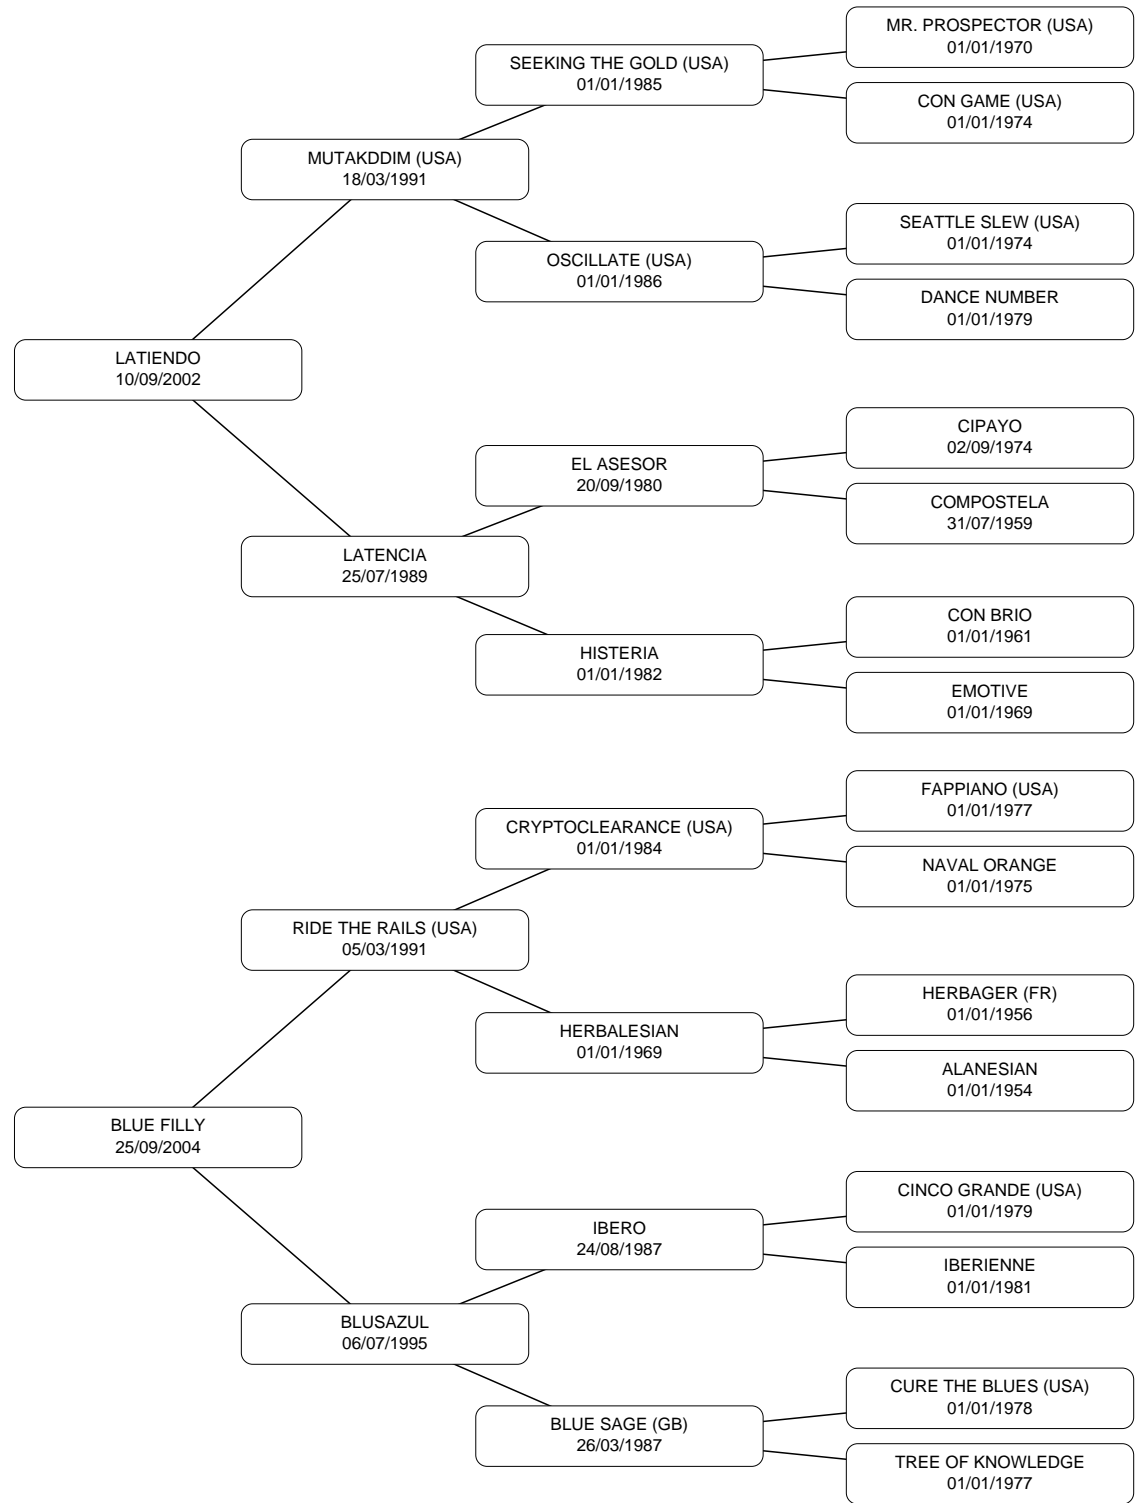 MR. PROSPECTOR (USA)
01/01/1970
SEEKING THE GOLD (USA)
01/01/1985
CON GAME (USA)
01/01/1974
MUTAKDDIM (USA)
18/03/1991
SEATTLE SLEW (USA)
01/01/1974
OSCILLATE (USA)
01/01/1986
DANCE NUMBER
01/01/1979
LATIENDO
10/09/2002
CIPAYO
02/09/1974
EL ASESOR
20/09/1980
COMPOSTELA
31/07/1959
LATENCIA
25/07/1989
CON BRIO
01/01/1961
HISTERIA
01/01/1982
EMOTIVE
01/01/1969
FAPPIANO (USA)
01/01/1977
CRYPTOCLEARANCE (USA)
01/01/1984
NAVAL ORANGE
01/01/1975
RIDE THE RAILS (USA)
05/03/1991
HERBAGER (FR)
01/01/1956
HERBALESIAN
01/01/1969
ALANESIAN
01/01/1954
BLUE FILLY
25/09/2004
CINCO GRANDE (USA)
01/01/1979
IBERO
24/08/1987
IBERIENNE
01/01/1981
BLUSAZUL
06/07/1995
CURE THE BLUES (USA)
01/01/1978
BLUE SAGE (GB)
26/03/1987
TREE OF KNOWLEDGE
01/01/1977